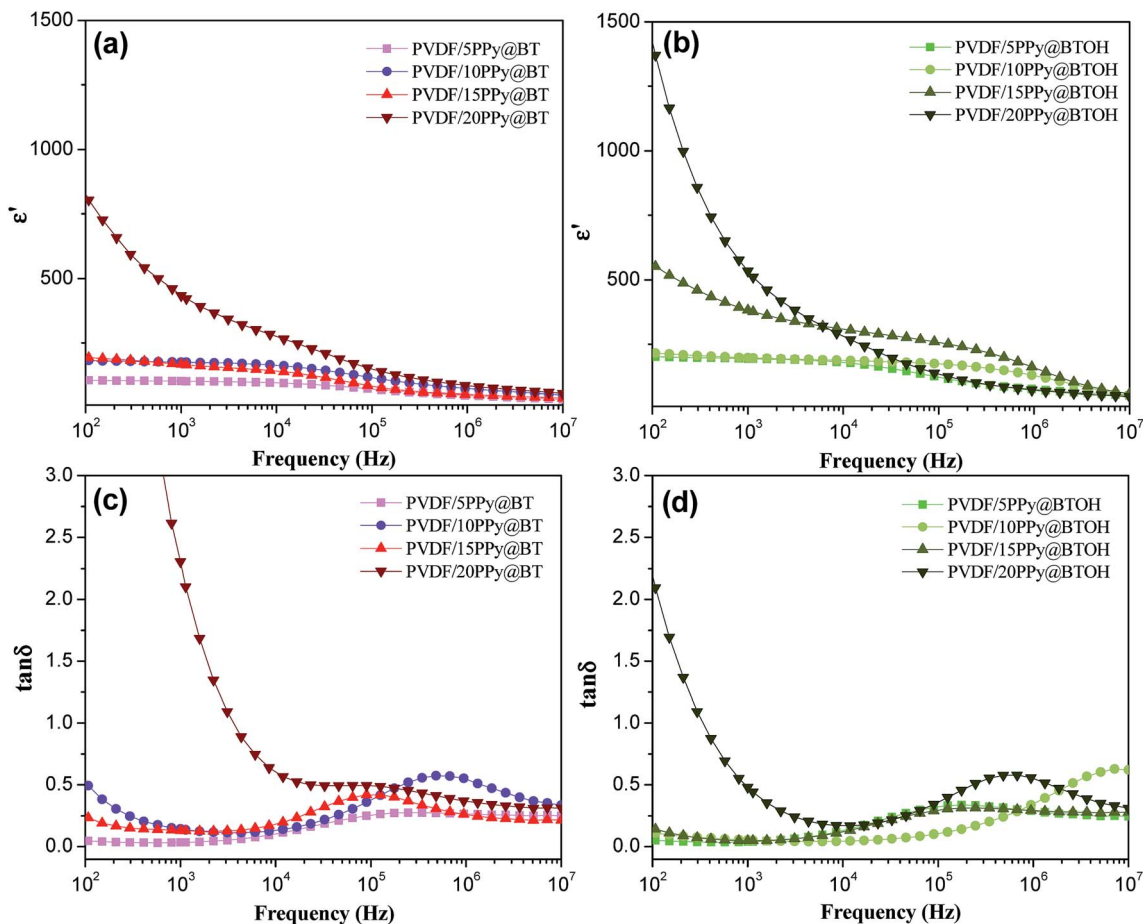 (a)
PVDF/5PPy@BT
PVDF/10PPy@BT
PVDF/15PPy@BT
PVDF/20PPy@BT
1500
1000
500
ε'
10² 10³ 10⁴ 10⁵ 10⁶ 10⁷
Frequency (Hz)
(b)
PVDF/5PPy@BTOH
PVDF/10PPy@BTOH
PVDF/15PPy@BTOH
PVDF/20PPy@BTOH
1500
1000
500
ε'
10² 10³ 10⁴ 10⁵ 10⁶ 10⁷
Frequency (Hz)
(c)
PVDF/5PPy@BT
PVDF/10PPy@BT
PVDF/15PPy@BT
PVDF/20PPy@BT
3.0
2.5
2.0
1.5
1.0
0.5
0.0
tanδ
10² 10³ 10⁴ 10⁵ 10⁶ 10⁷
Frequency (Hz)
(d)
PVDF/5PPy@BTOH
PVDF/10PPy@BTOH
PVDF/15PPy@BTOH
PVDF/20PPy@BTOH
3.0
2.5
2.0
1.5
1.0
0.5
0.0
tanδ
10² 10³ 10⁴ 10⁵ 10⁶ 10⁷
Frequency (Hz)